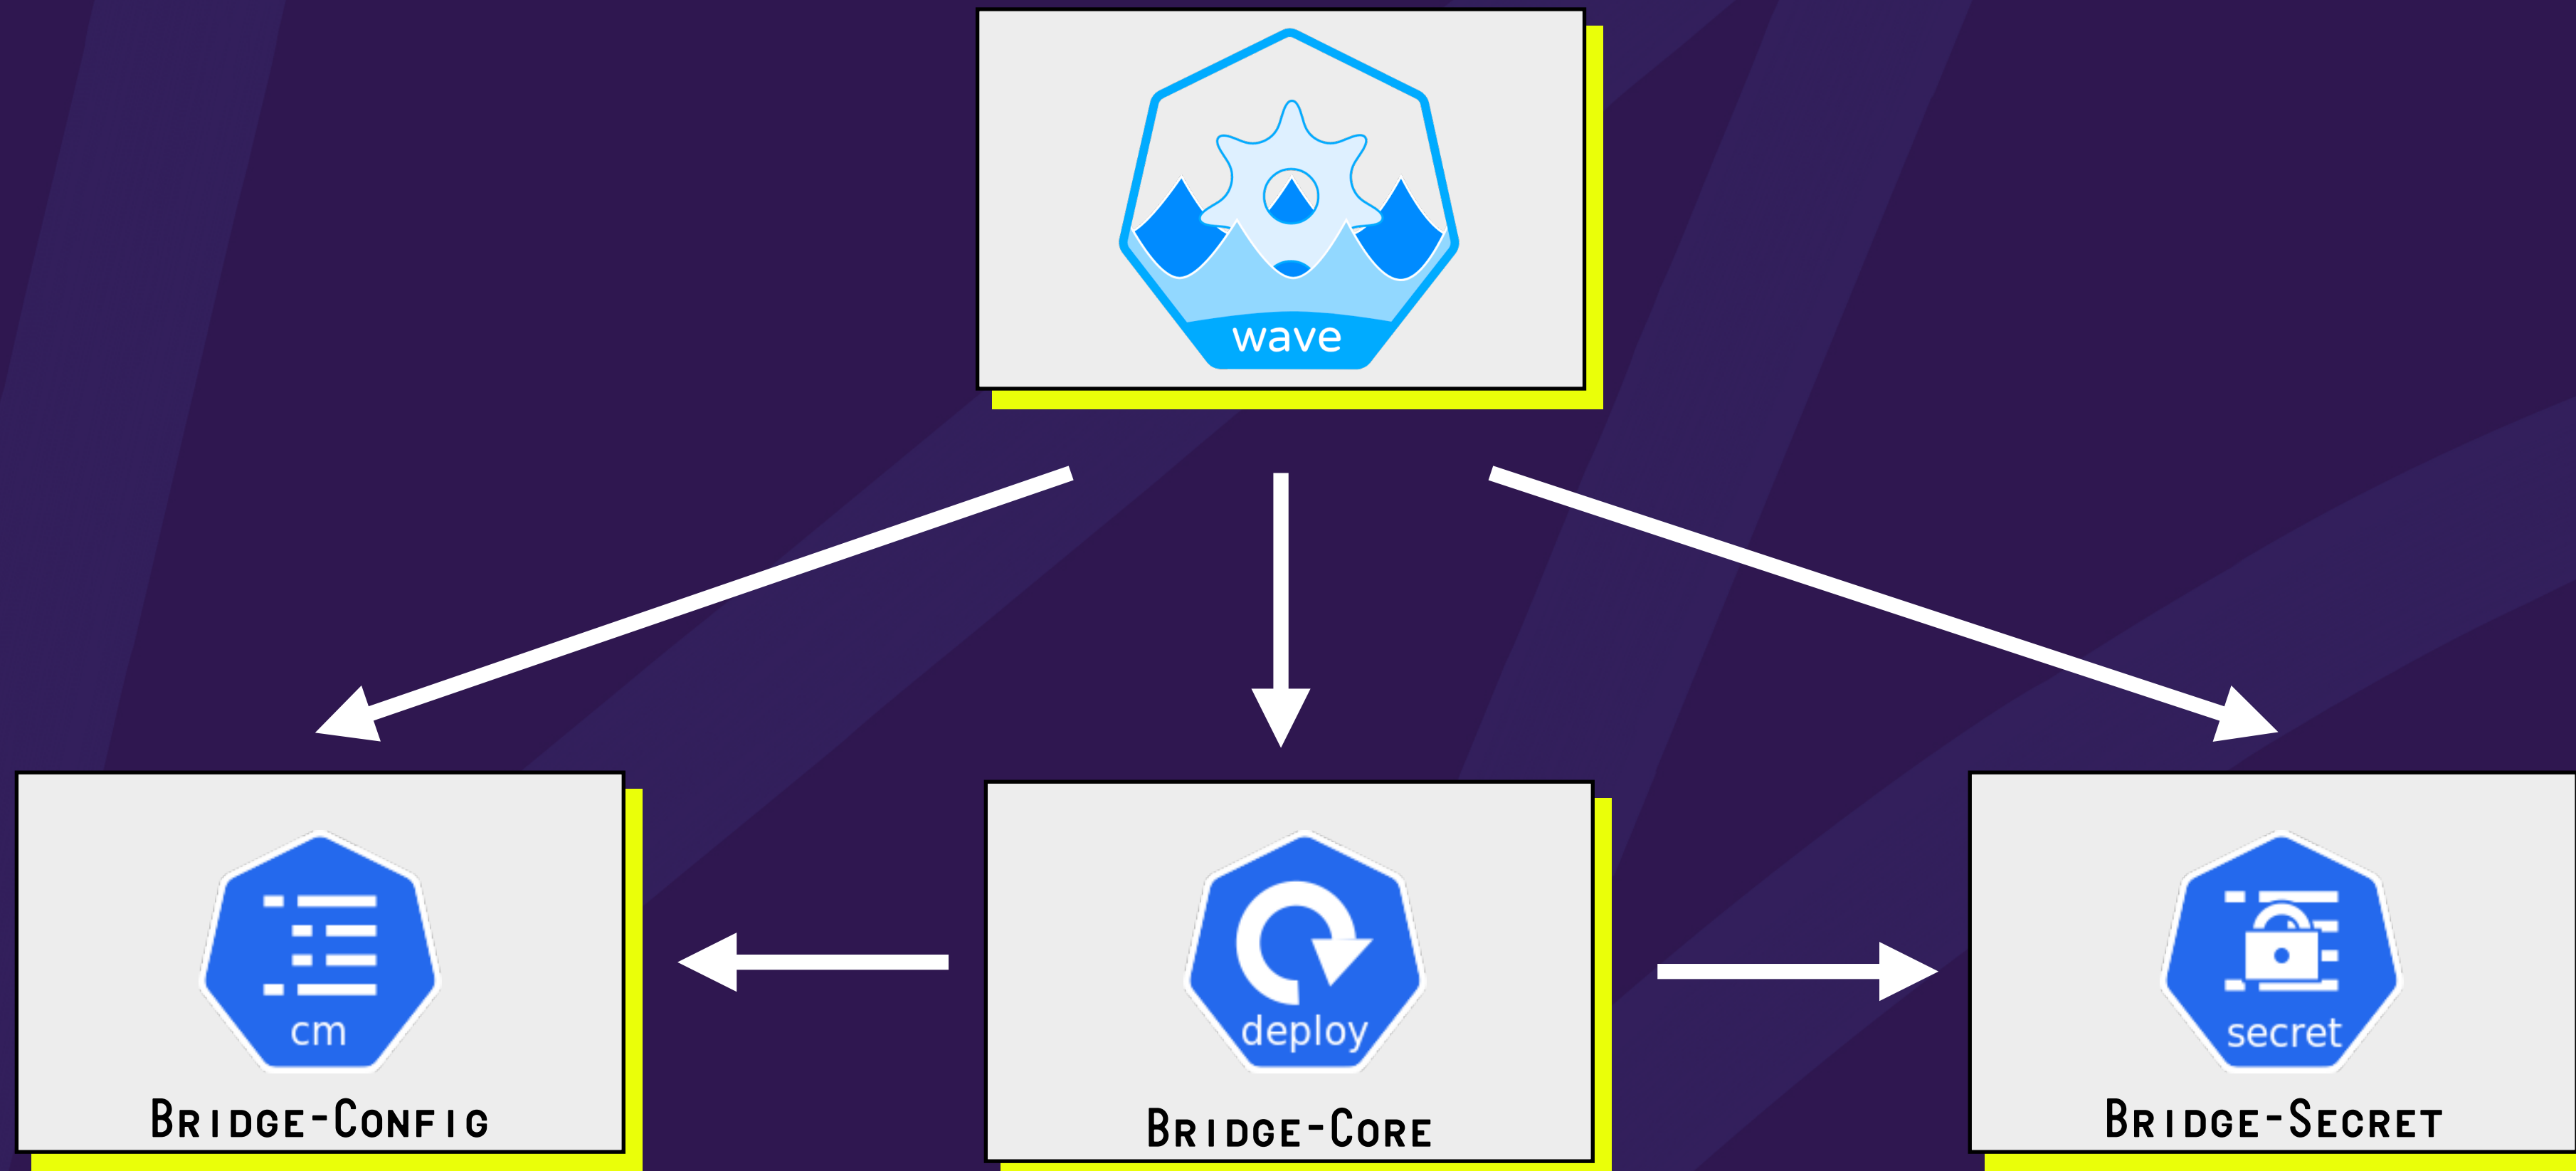 wave
cm
Bridge-Config
deploy
Bridge-Core
secret
Bridge-Secret